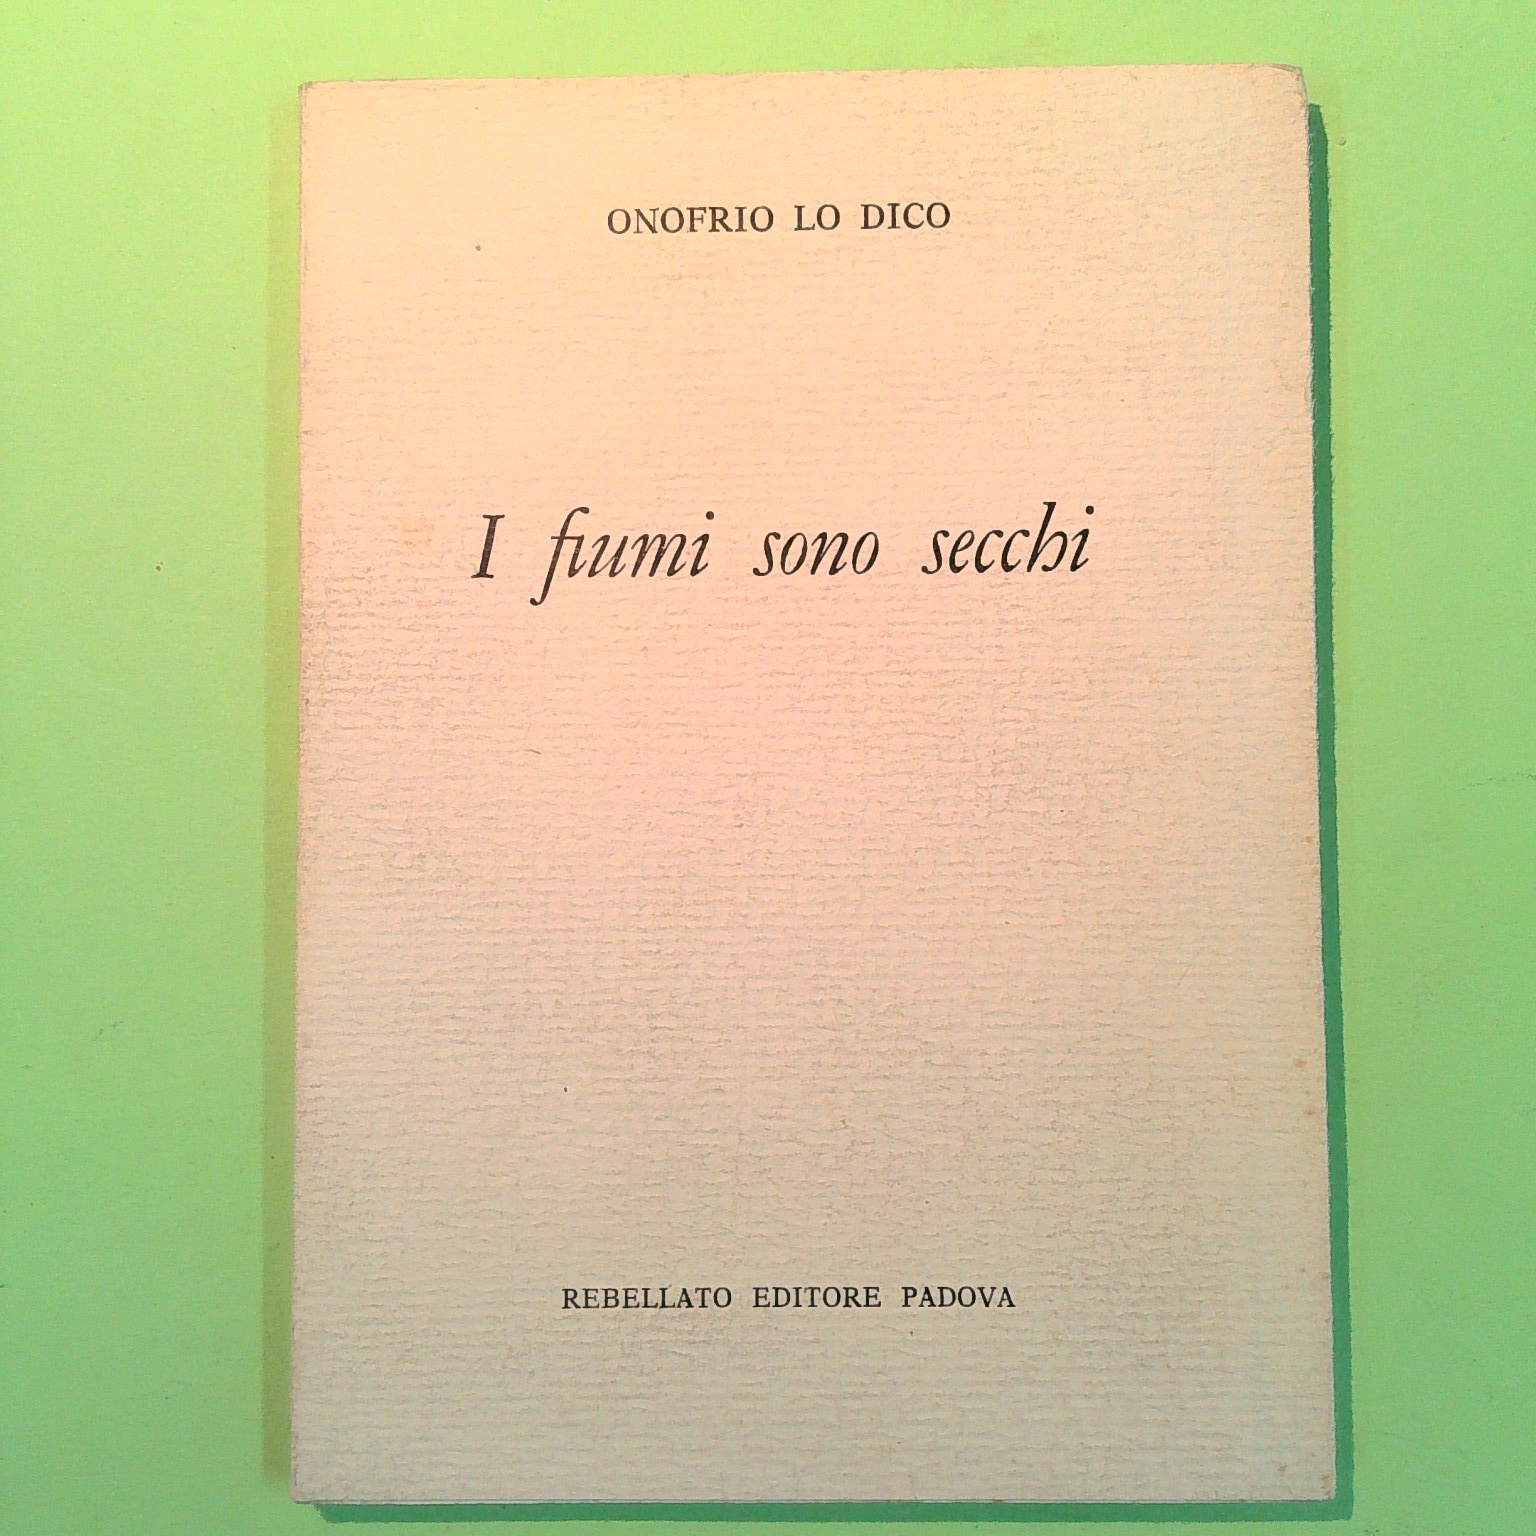 ONOFRIO LO DICO
I fiumi sono secchi
REBELLATO EDITORE PADOVA